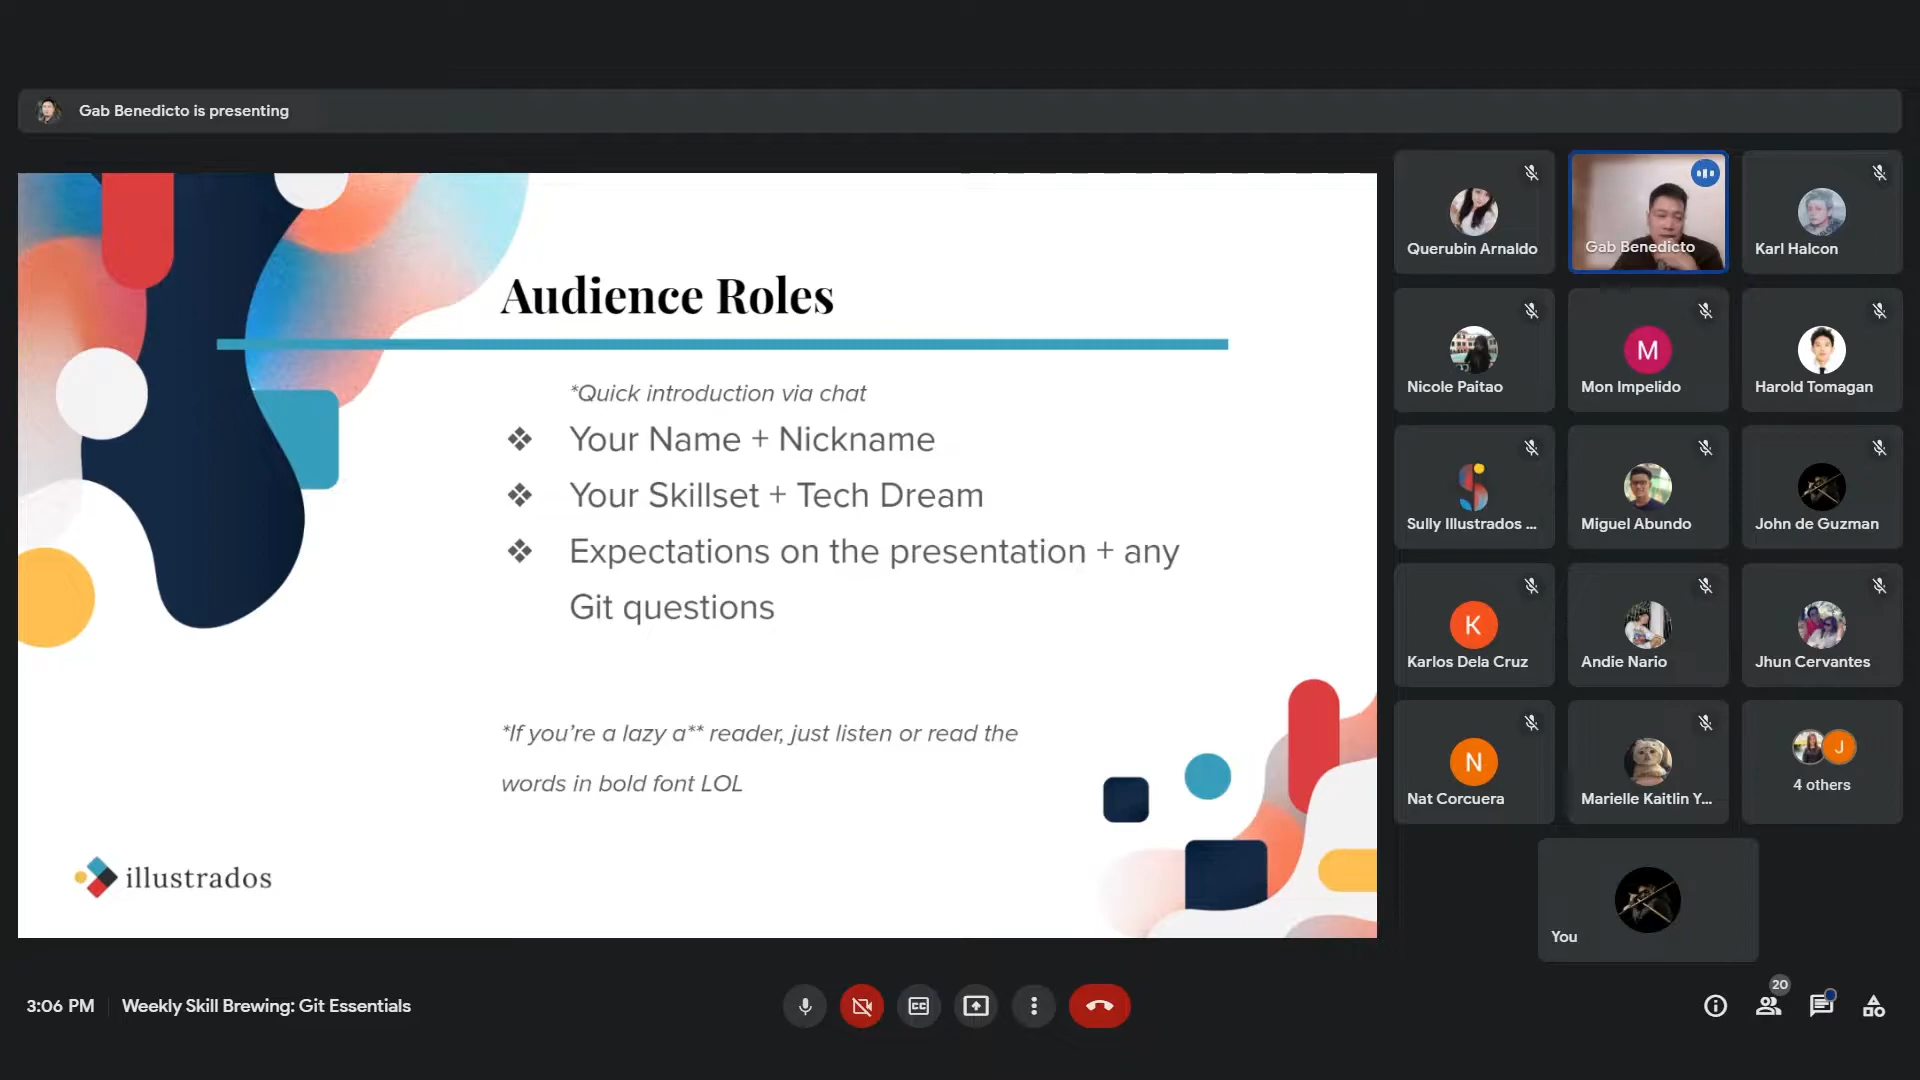 Gab Benedicto is presenting
Audience Roles
*Quick introduction via chat
❖ Your Name + Nickname
❖ Your Skillset + Tech Dream
❖ Expectations on the presentation + any
Git questions
*If you're a lazy a** reader, just listen or read the
words in bold font LOL
illustrados
Querubin Arnaldo
Gab Benedicto
Karl Halcon
Nicole Paitao
M
Mon Impelido
Harold Tomagan
Sully Illustrados ...
Miguel Abundo
John de Guzman
K
Karlos Dela Cruz
Andie Nario
Jhun Cervantes
N
Nat Corcuera
Marielle Kaitlin Y...
J
4 others
You
3:06 PM
Weekly Skill Brewing: Git Essentials
CC
20